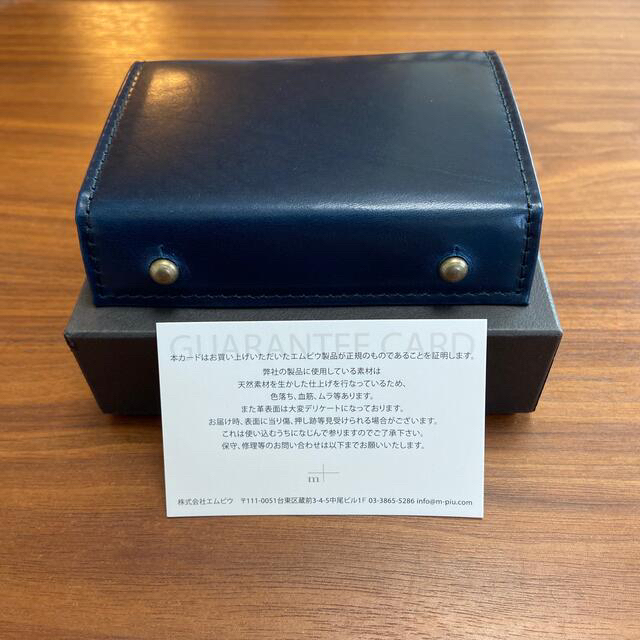 GUARANTEE CARD
本カードはお買い上げいただいたエムピウ製品が正規のものであることを証明します。
弊社の製品に使用している素材は
天然素材を生かした仕上げを行なっているため、
色落ち、血筋、ムラ等あります。
また革表面は大変デリケートになっております。
お届け時、表面に当り傷、押し跡等見受けられる場合がございます。
これは使い込むうちになじんで参りますのでご了承下さい。
保守、修理等のお問い合わせは以下までお願いいたします。
m+
株式会社エムピウ 〒111-0051台東区蔵前3-4-5中尾ビル1F 03-3865-5286 info@m-piu.com